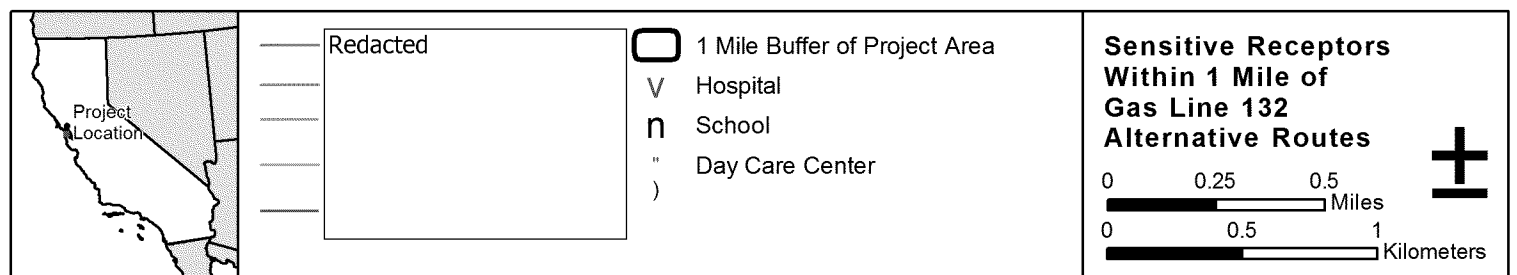 Project
Location
Redacted
1 Mile Buffer of Project Area
V Hospital
n School
" Day Care Center
)
Sensitive Receptors
Within 1 Mile of
Gas Line 132
Alternative Routes
±
0 0.25 0.5
Miles
0 0.5 1
Kilometers